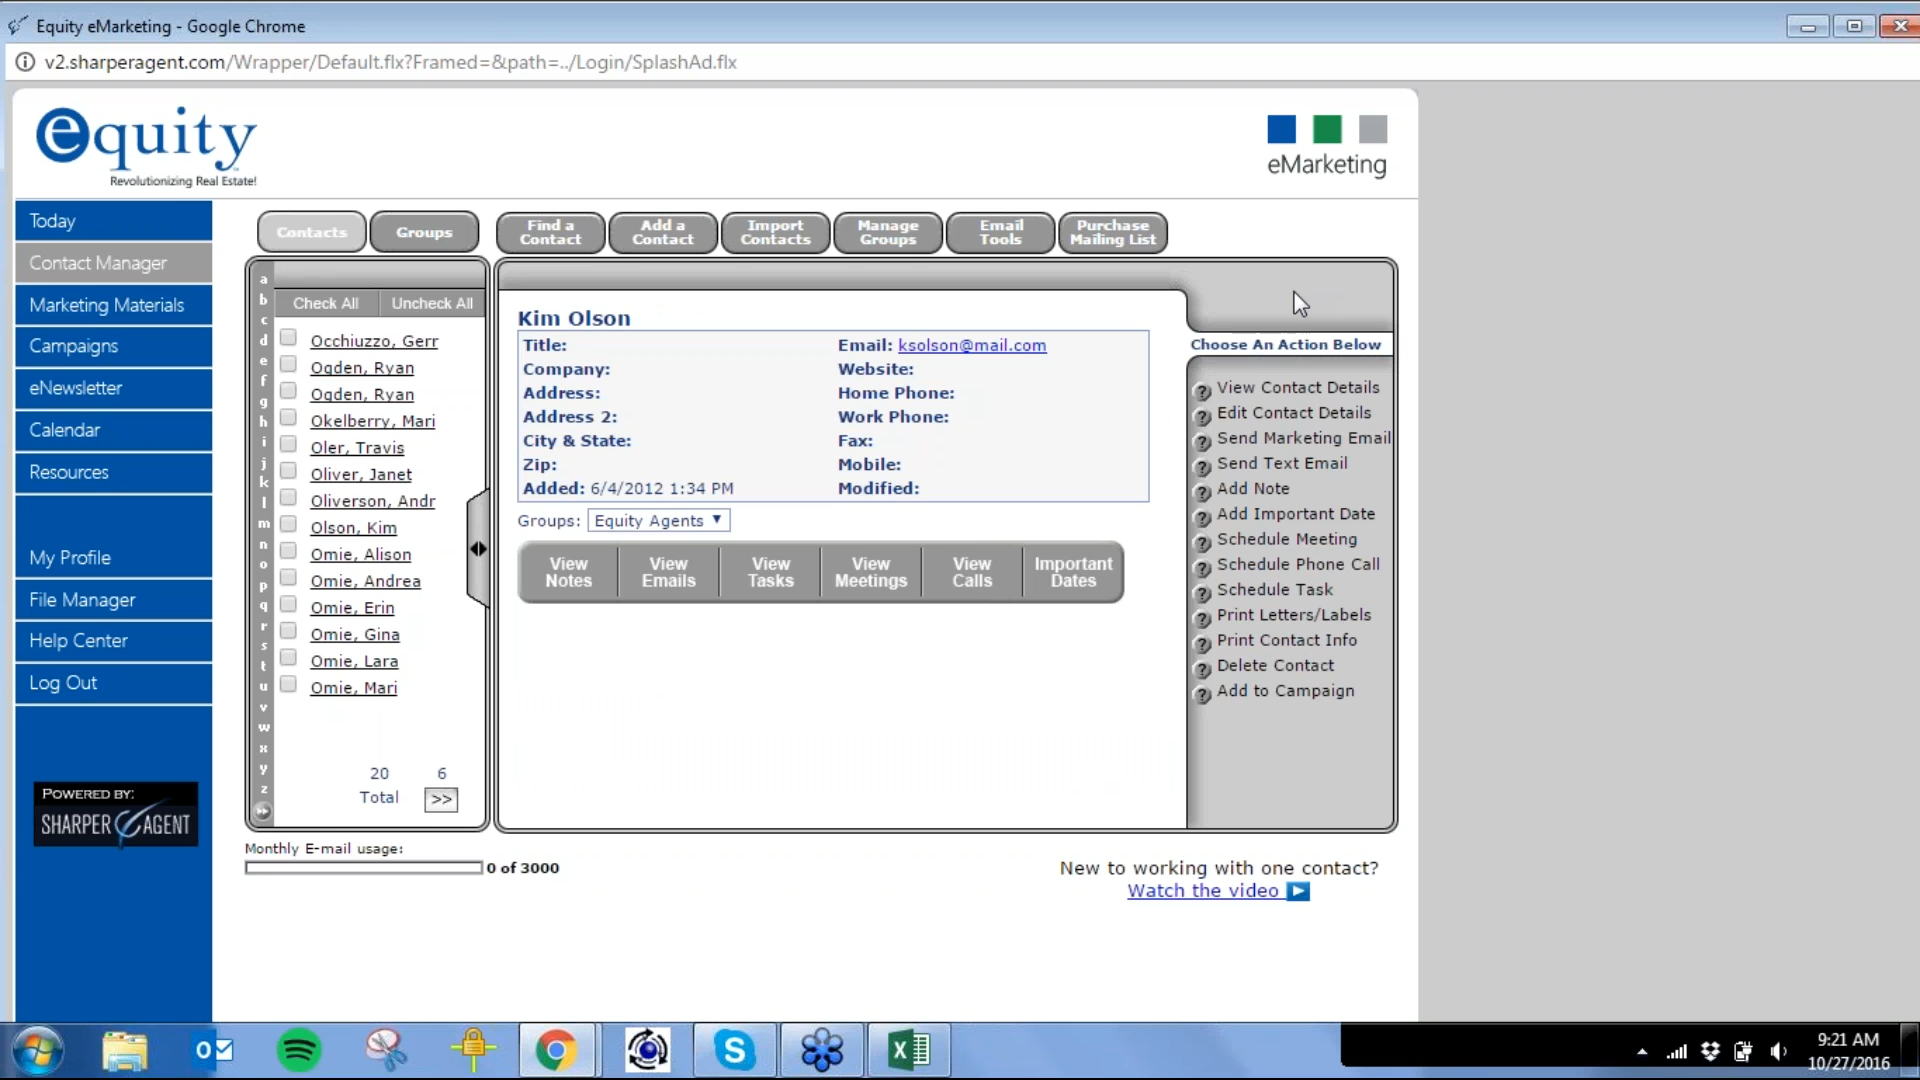 Equity eMarketing - Google Chrome
v2.sharperagent.com/Wrapper/Default.flx?Framed=&path=../Login/SplashAd.flx
equity
Revolutionizing Real Estate!
eMarketing
Today
Contact Manager
Marketing Materials
Campaigns
eNewsletter
Calendar
Resources
My Profile
File Manager
Help Center
Log Out
POWERED BY:
SHARPER AGENT
Contacts
Groups
Find a
Contact
Add a
Contact
Import
Contacts
Manage
Groups
Email
Tools
Purchase
Mailing List
a
b
c
d
e
f
g
h
i
j
k
l
m
n
o
p
q
r
s
t
u
v
w
x
y
z
Check All
Uncheck All
Occhiuzzo, Gerr
Ogden, Ryan
Ogden, Ryan
Okelberry, Mari
Oler, Travis
Oliver, Janet
Oliverson, Andr
Olson, Kim
Omie, Alison
Omie, Andrea
Omie, Erin
Omie, Gina
Omie, Lara
Omie, Mari
20 6
Total >>
Monthly E-mail usage:
0 of 3000
Kim Olson
Title:
Company:
Address:
Address 2:
City & State:
Zip:
Added: 6/4/2012 1:34 PM
Email: ksolson@mail.com
Website:
Home Phone:
Work Phone:
Fax:
Mobile:
Modified:
Groups: Equity Agents
View
Notes
View
Emails
View
Tasks
View
Meetings
View
Calls
Important
Dates
Choose An Action Below
? View Contact Details
? Edit Contact Details
? Send Marketing Email
? Send Text Email
? Add Note
? Add Important Date
? Schedule Meeting
? Schedule Phone Call
? Schedule Task
? Print Letters/Labels
? Print Contact Info
? Delete Contact
? Add to Campaign
New to working with one contact?
Watch the video
9:21 AM
10/27/2016